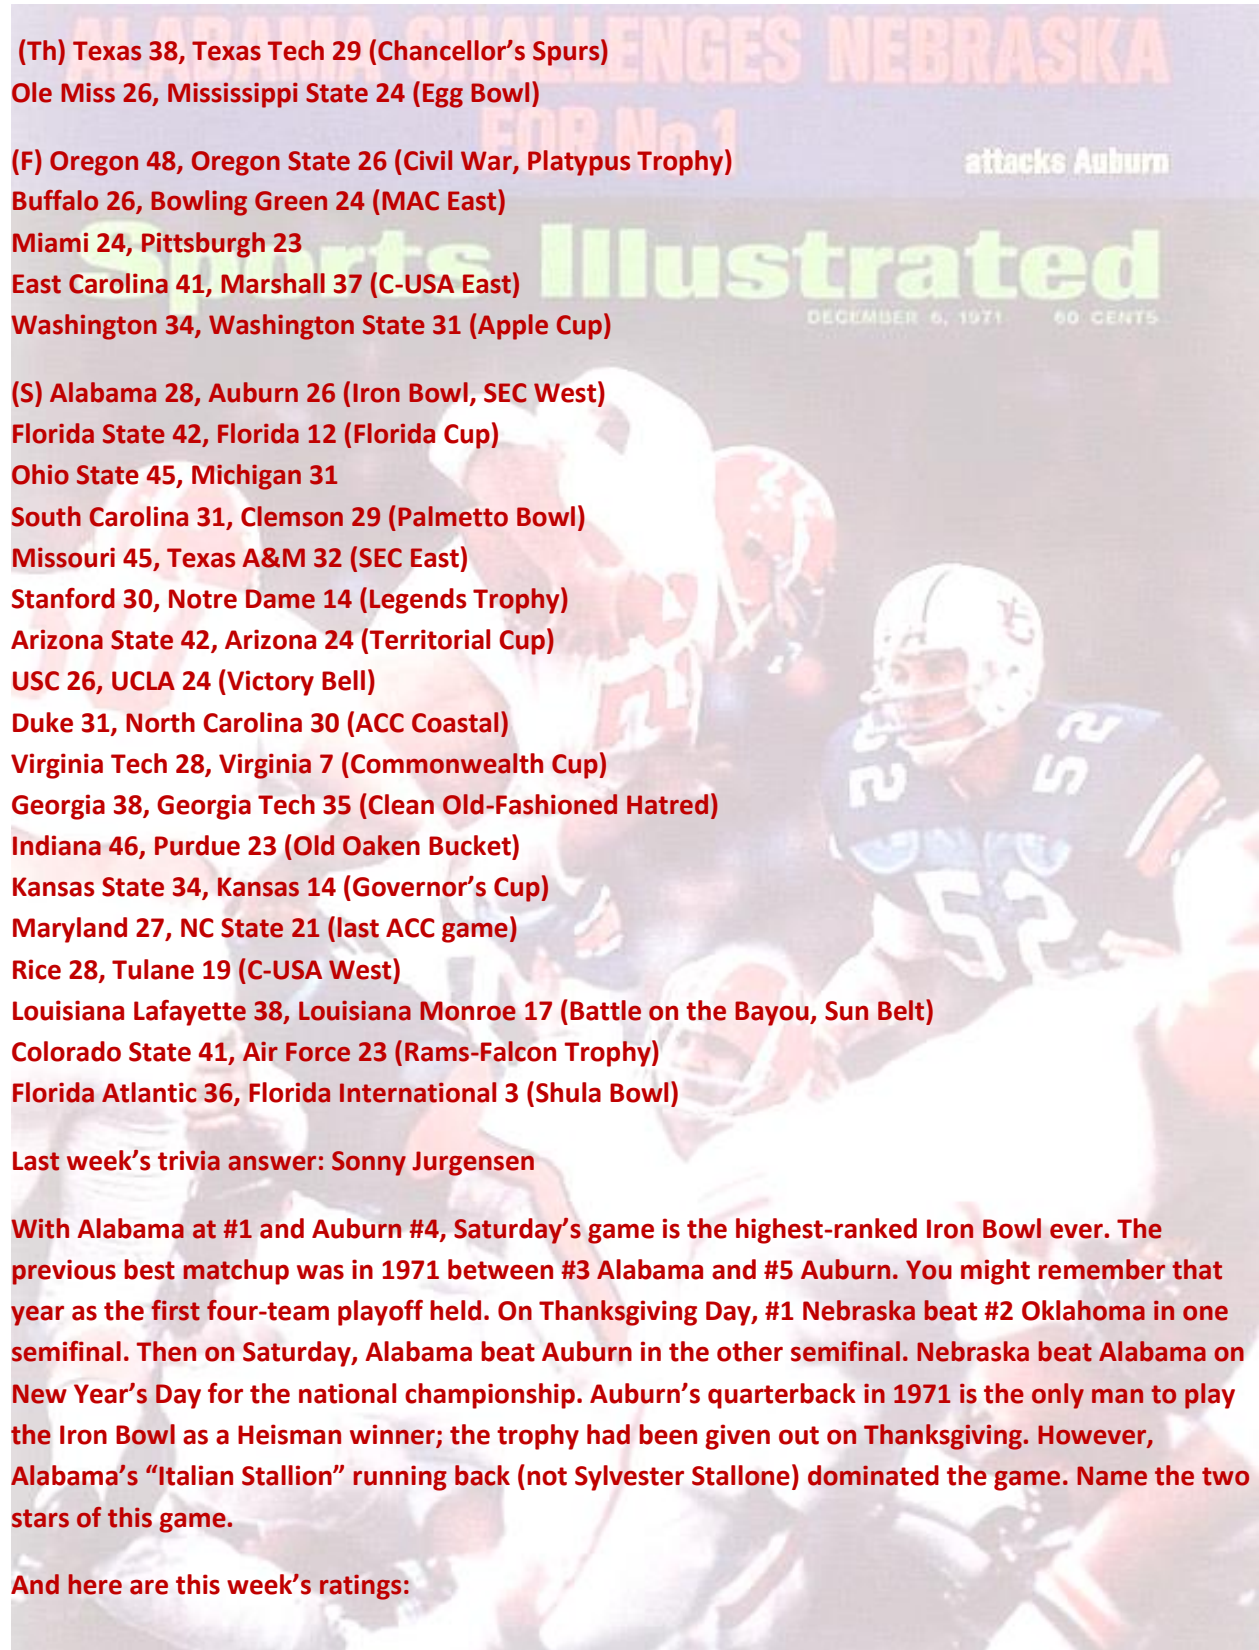 ALABAMA CHALLENGES NEBRASKA
(Th) Texas 38, Texas Tech 29 (Chancellor’s Spurs)
Ole Miss 26, Mississippi State 24 (Egg Bowl)
FOR No.1
(F) Oregon 48, Oregon State 26 (Civil War, Platypus Trophy)
attacks Auburn
Buffalo 26, Bowling Green 24 (MAC East)
Miami 24, Pittsburgh 23
Sports Illustrated
East Carolina 41, Marshall 37 (C-USA East)
DECEMBER 6, 1971 60 CENTS
Washington 34, Washington State 31 (Apple Cup)
(S) Alabama 28, Auburn 26 (Iron Bowl, SEC West)
Florida State 42, Florida 12 (Florida Cup)
Ohio State 45, Michigan 31
South Carolina 31, Clemson 29 (Palmetto Bowl)
Missouri 45, Texas A&M 32 (SEC East)
Stanford 30, Notre Dame 14 (Legends Trophy)
Arizona State 42, Arizona 24 (Territorial Cup)
USC 26, UCLA 24 (Victory Bell)
Duke 31, North Carolina 30 (ACC Coastal)
Virginia Tech 28, Virginia 7 (Commonwealth Cup)
52
Georgia 38, Georgia Tech 35 (Clean Old-Fashioned Hatred)
Indiana 46, Purdue 23 (Old Oaken Bucket)
Kansas State 34, Kansas 14 (Governor’s Cup)
52
Maryland 27, NC State 21 (last ACC game)
Rice 28, Tulane 19 (C-USA West)
Louisiana Lafayette 38, Louisiana Monroe 17 (Battle on the Bayou, Sun Belt)
Colorado State 41, Air Force 23 (Rams-Falcon Trophy)
Florida Atlantic 36, Florida International 3 (Shula Bowl)
Last week’s trivia answer: Sonny Jurgensen
With Alabama at #1 and Auburn #4, Saturday’s game is the highest-ranked Iron Bowl ever. The
previous best matchup was in 1971 between #3 Alabama and #5 Auburn. You might remember that
year as the first four-team playoff held. On Thanksgiving Day, #1 Nebraska beat #2 Oklahoma in one
semifinal. Then on Saturday, Alabama beat Auburn in the other semifinal. Nebraska beat Alabama on
New Year’s Day for the national championship. Auburn’s quarterback in 1971 is the only man to play
the Iron Bowl as a Heisman winner; the trophy had been given out on Thanksgiving. However,
Alabama’s “Italian Stallion” running back (not Sylvester Stallone) dominated the game. Name the two
stars of this game.
And here are this week’s ratings: